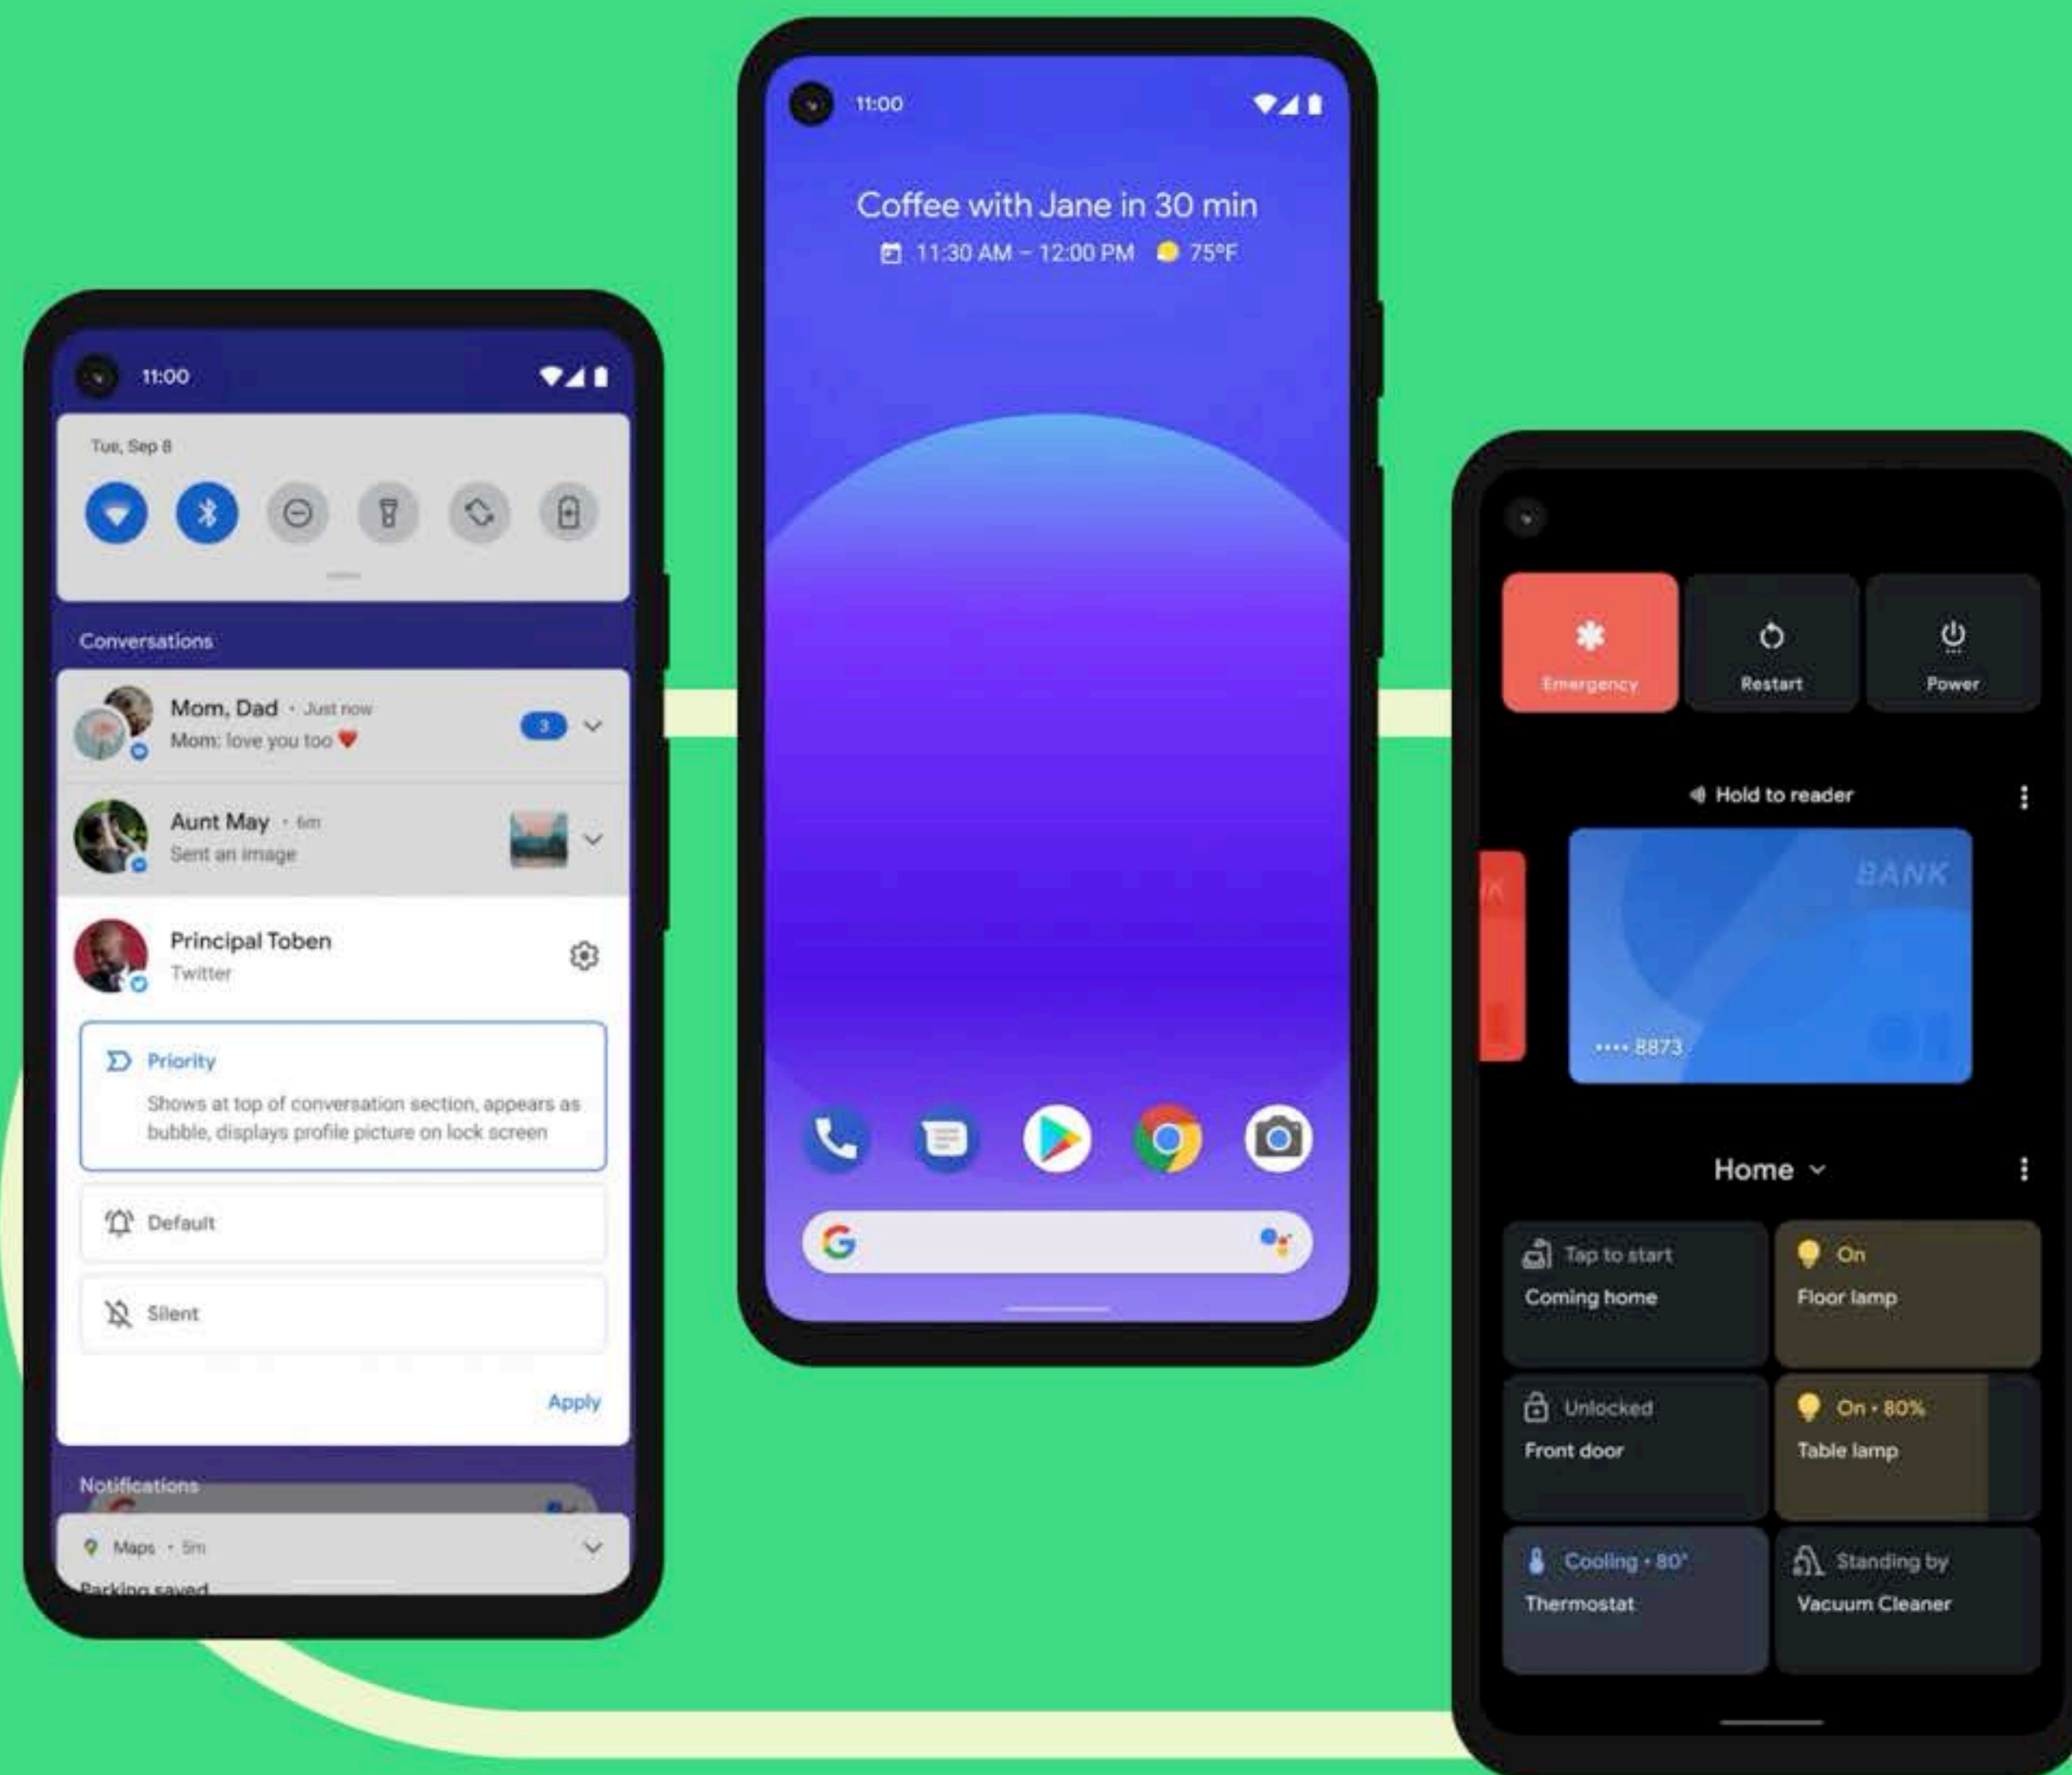 11:00
Tue, Sep 8
Conversations
Mom, Dad • Just now
Mom: love you too ❤
3
Aunt May • 6m
Sent an image
Principal Toben
Twitter
Priority
Shows at top of conversation section, appears as
bubble, displays profile picture on lock screen
Default
Silent
Apply
Notifications
Maps • 5m
Parking saved
11:00
Coffee with Jane in 30 min
11:30 AM – 12:00 PM 75°F
G
Emergency
Restart
Power
Hold to reader
BANK
•••• 8873
Home
Tap to start
Coming home
On
Floor lamp
Unlocked
Front door
On • 80%
Table lamp
Cooling • 80°
Thermostat
Standing by
Vacuum Cleaner